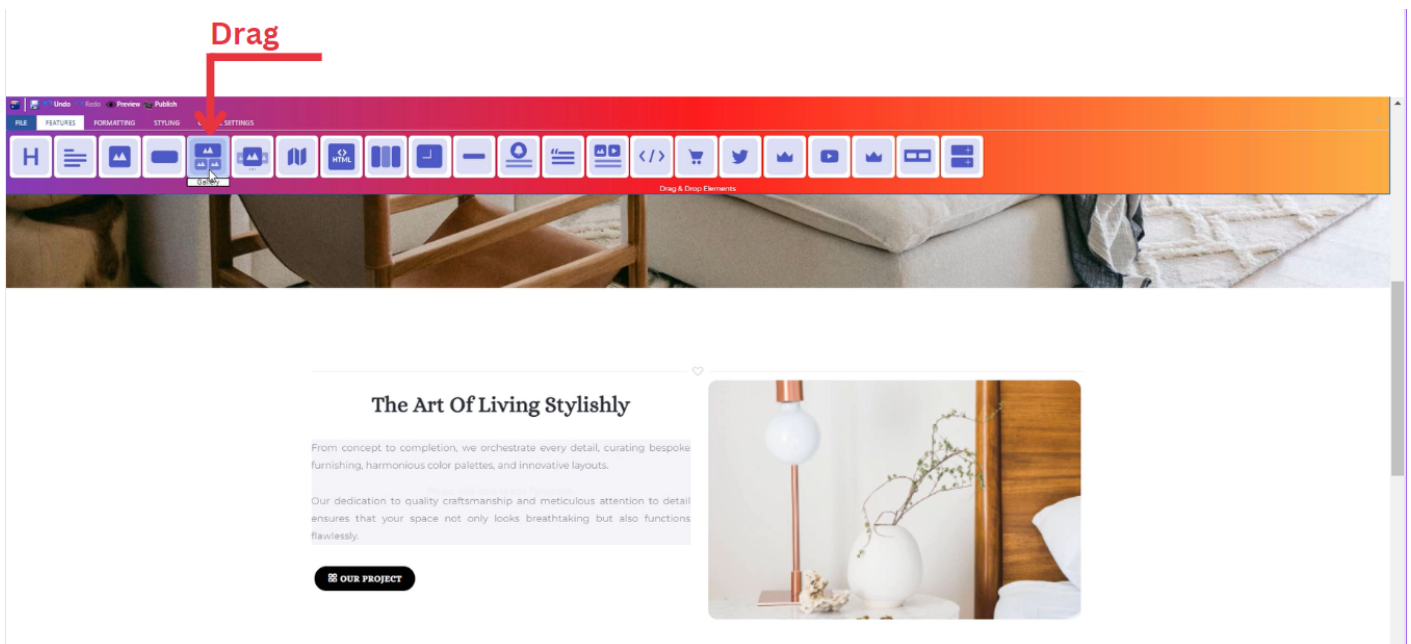 Drag
Undo Redo Preview Publish
FILE FEATURES FORMATTING STYLING SETTINGS
H
<> HTML
</>
Gallery
Drag & Drop Elements
The Art Of Living Stylishly
From concept to completion, we orchestrate every detail, curating bespoke
furnishing, harmonious color palettes, and innovative layouts.
Our dedication to quality craftsmanship and meticulous attention to detail
ensures that your space not only looks breathtaking but also functions
flawlessly.
OUR PROJECT